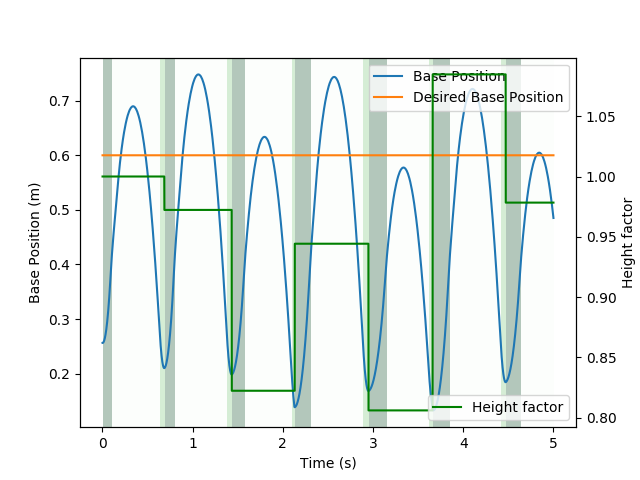 Base Position
Desired Base Position
Height factor
Base Position (m)
0.7
0.6
0.5
0.4
0.3
0.2
1.05
1.00
0.95
0.90
0.85
0.80
Height factor
0 1 2 3 4 5
Time (s)